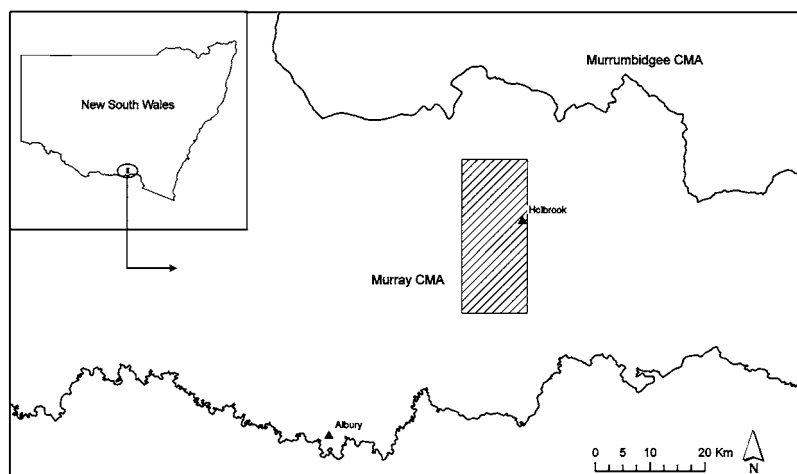 Murrumbidgee CMA
New South Wales
Holbrook
Murray CMA
Albury
0 5 10 20 Km
N